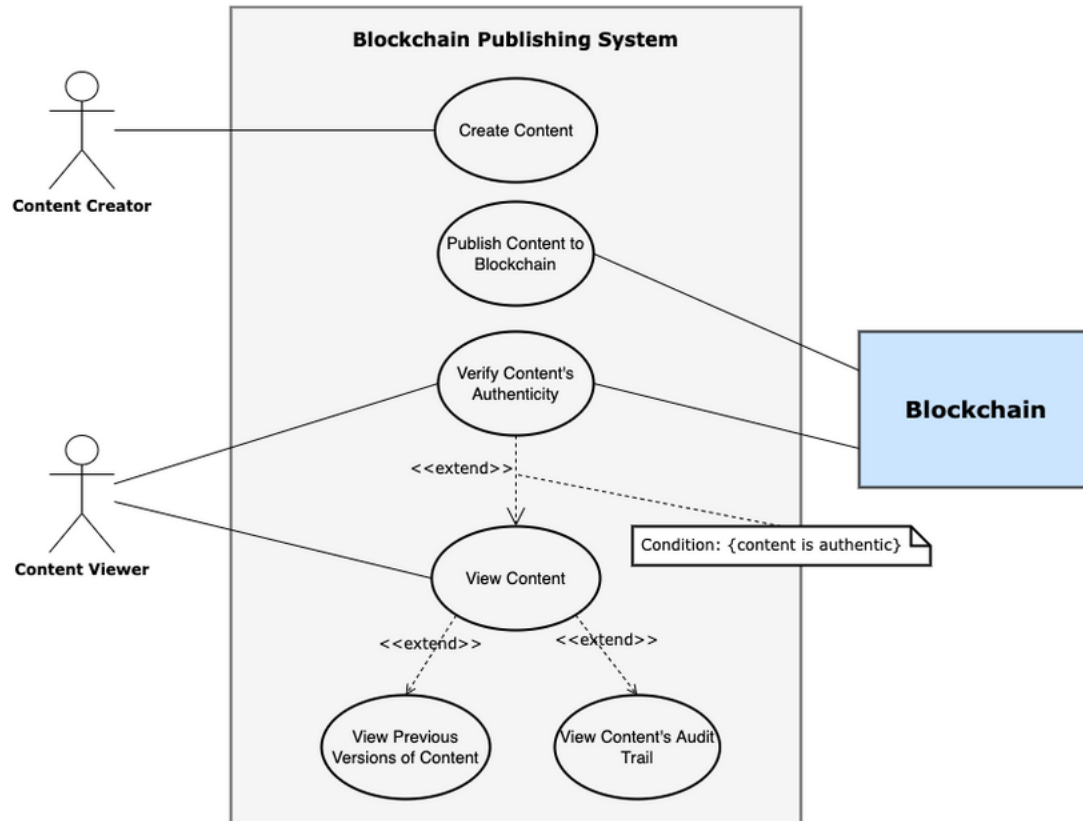 Blockchain Publishing System
Create Content
Content Creator
Publish Content to
Blockchain
Verify Content's
Authenticity
Blockchain
<<extend>>
Condition: {content is authentic}
Content Viewer
View Content
<<extend>>
<<extend>>
View Previous
Versions of Content
View Content's Audit
Trail